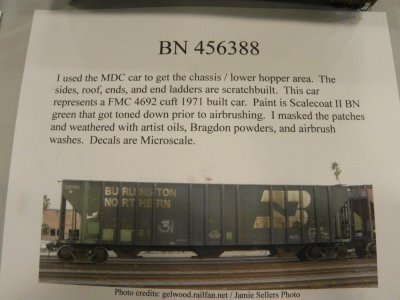 BN 456388
I used the MDC car to get the chassis / lower hopper area. The
sides, roof, ends, and end ladders are scratchbuilt. This car
represents a FMC 4692 cuft 1971 built car. Paint is Scalecoat II BN
green that got toned down prior to airbrushing. I masked the patches
and weathered with artist oils, Bragdon powders, and airbrush
washes. Decals are Microscale.
BURLINGTON
NORTHERN
31
Photo credits: gelwood.railfan.net / Jamie Sellers Photo